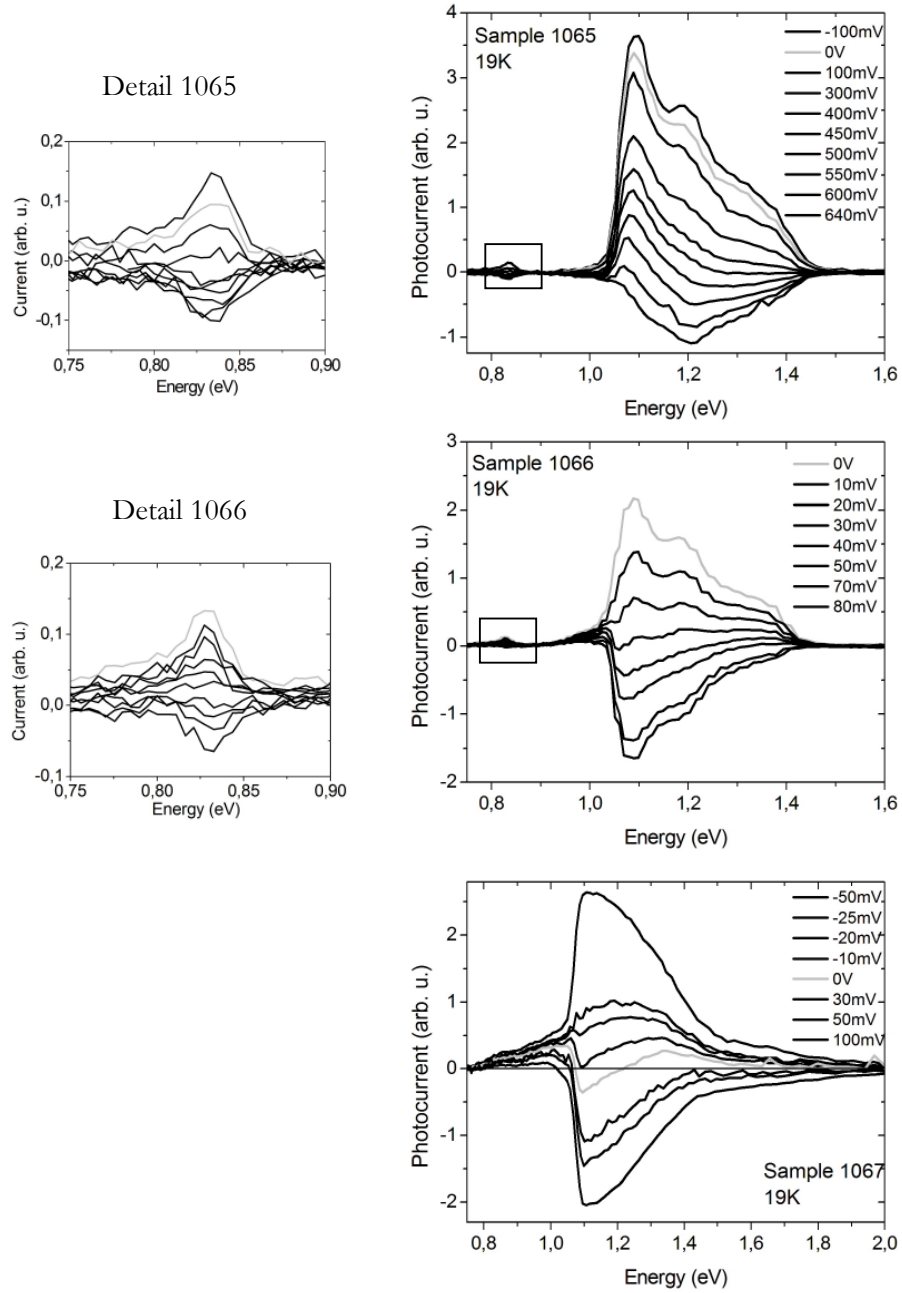 Detail 1065
0,2
0,1
0,0
-0,1
0,75
0,80
0,85
0,90
Current (arb. u.)
Energy (eV)
Sample 1065
19K
-100mV
0V
100mV
300mV
400mV
450mV
500mV
550mV
600mV
640mV
4
3
2
1
0
-1
0,8
1,0
1,2
1,4
1,6
Photocurrent (arb. u.)
Energy (eV)
Detail 1066
0,2
0,1
0,0
-0,1
0,75
0,80
0,85
0,90
Current (arb. u.)
Energy (eV)
Sample 1066
19K
0V
10mV
20mV
30mV
40mV
50mV
70mV
80mV
3
2
1
0
-1
-2
0,8
1,0
1,2
1,4
1,6
Photocurrent (arb. u.)
Energy (eV)
-50mV
-25mV
-20mV
-10mV
0V
30mV
50mV
100mV
2
1
0
-1
-2
0,8
1,0
1,2
1,4
1,6
1,8
2,0
Photocurrent (arb. u.)
Energy (eV)
Sample 1067
19K